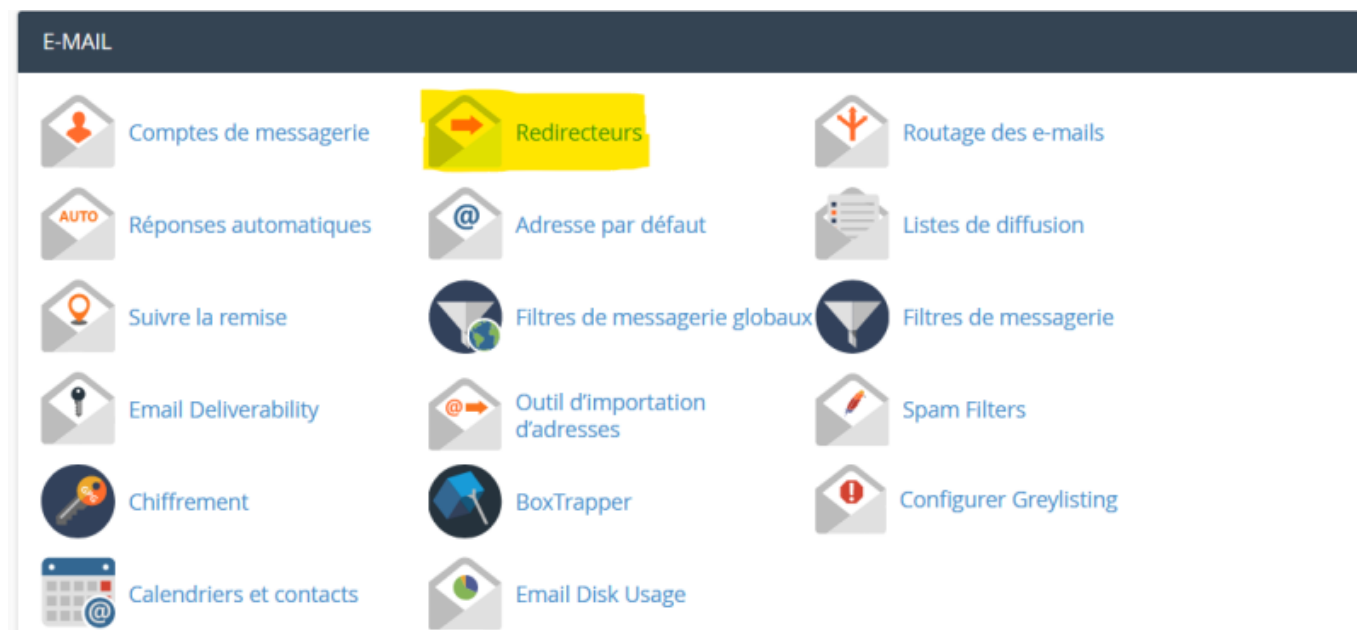 E-MAIL
Comptes de messagerie
Redirecteurs
Routage des e-mails
AUTO
Réponses automatiques
@
Adresse par défaut
Listes de diffusion
Suivre la remise
Filtres de messagerie globaux
Filtres de messagerie
Email Deliverability
@
Outil d’importation
d’adresses
Spam Filters
Chiffrement
BoxTrapper
Configurer Greylisting
@
Calendriers et contacts
Email Disk Usage